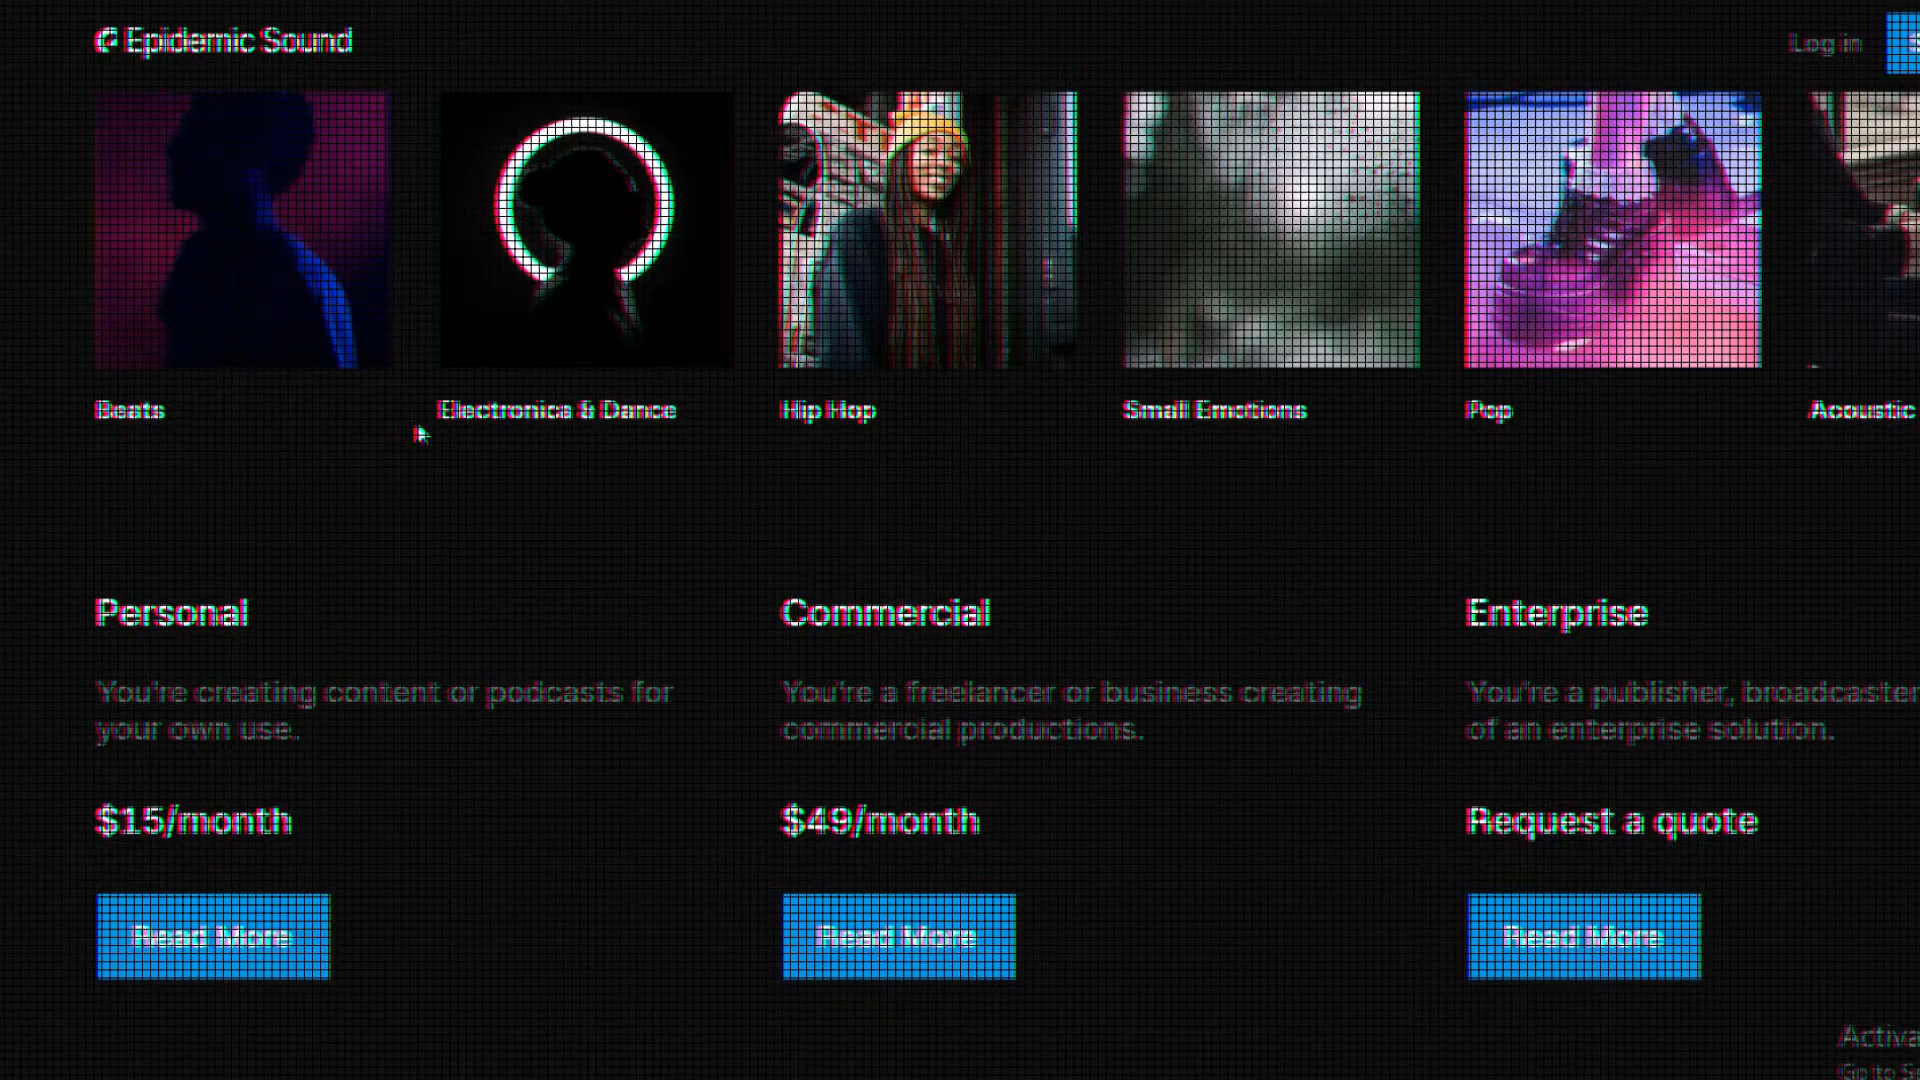 Epidemic Sound
Log in
Beats
Electronica & Dance
Hip Hop
Small Emotions
Pop
Acoustic
Personal
Commercial
Enterprise
You're creating content or podcasts for
your own use.
You're a freelancer or business creating
commercial productions.
You're a publisher, broadcaster
of an enterprise solution.
$15/month
$49/month
Request a quote
Read More
Read More
Read More
Activa
Go to S